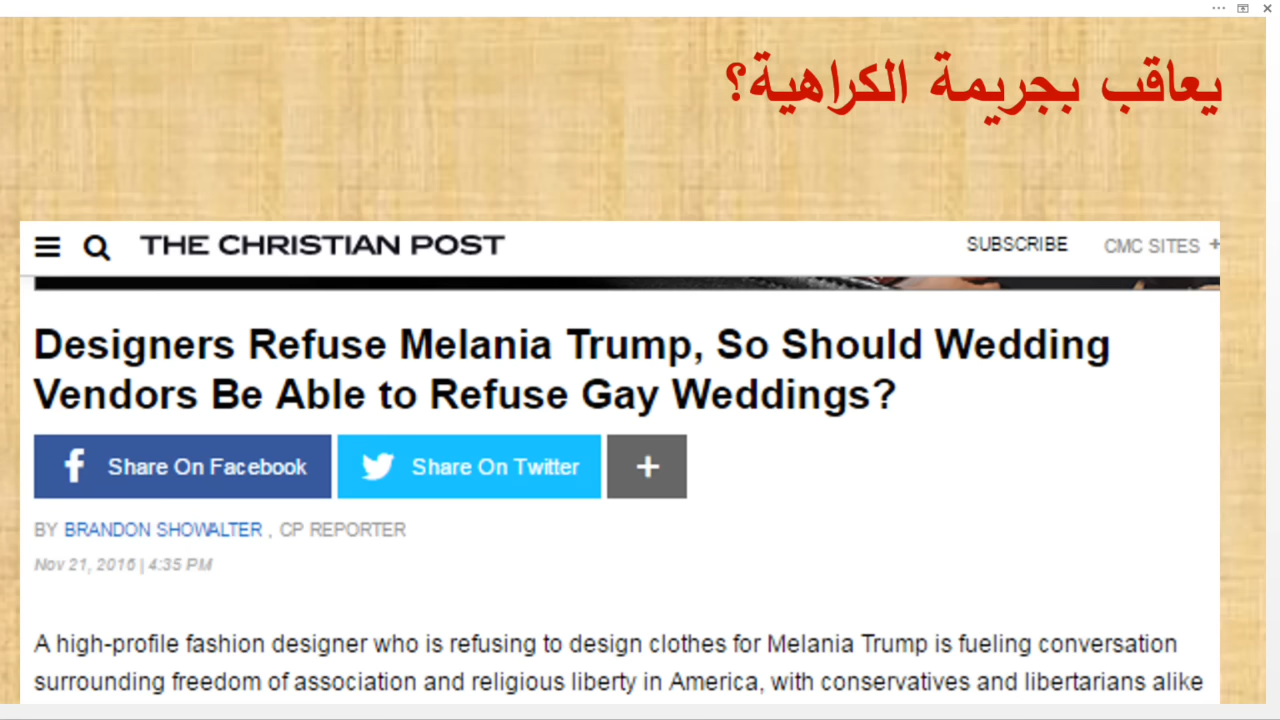 يعاقب بجريمة الكراهية؟
THE CHRISTIAN POST SUBSCRIBE CMC SITES +
Designers Refuse Melania Trump, So Should Wedding
Vendors Be Able to Refuse Gay Weddings?
Share On Facebook Share On Twitter +
BY BRANDON SHOWALTER , CP REPORTER
Nov 21, 2016 | 4:35 PM
A high-profile fashion designer who is refusing to design clothes for Melania Trump is fueling conversation
surrounding freedom of association and religious liberty in America, with conservatives and libertarians alike